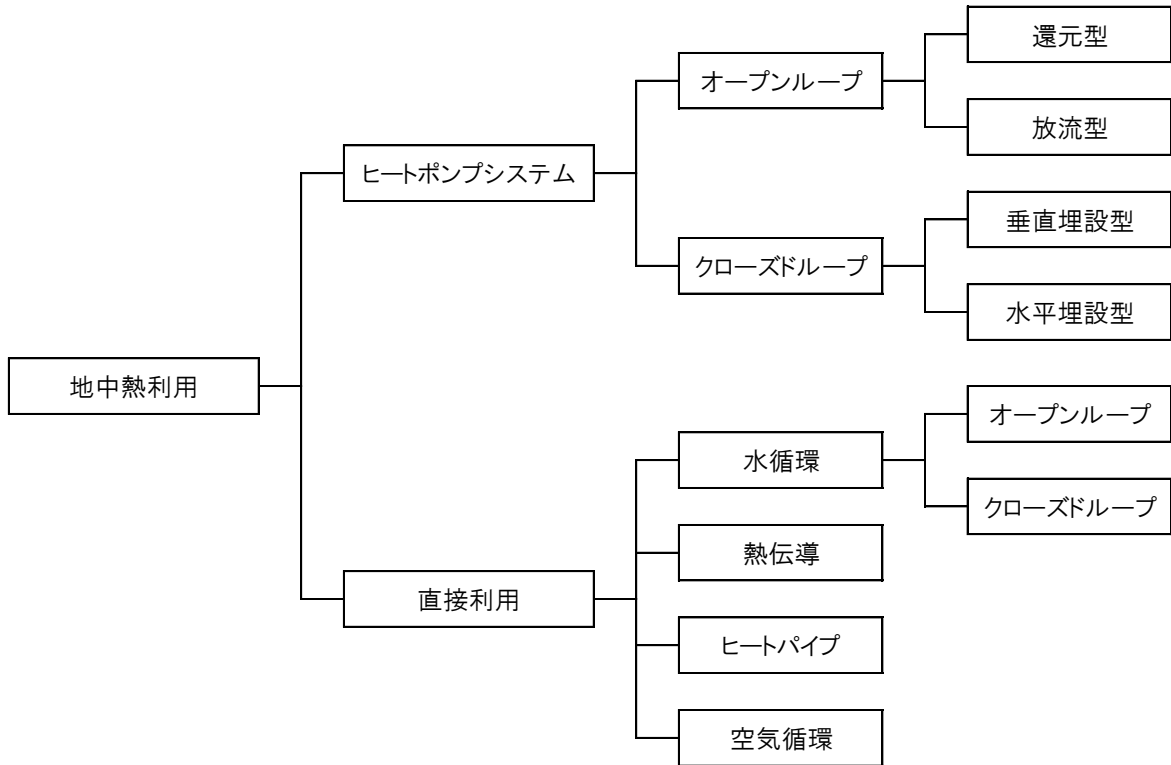 地中熱利用
ヒートポンプシステム
オープンループ
還元型
放流型
クローズドループ
垂直埋設型
水平埋設型
直接利用
水循環
オープンループ
クローズドループ
熱伝導
ヒートパイプ
空気循環